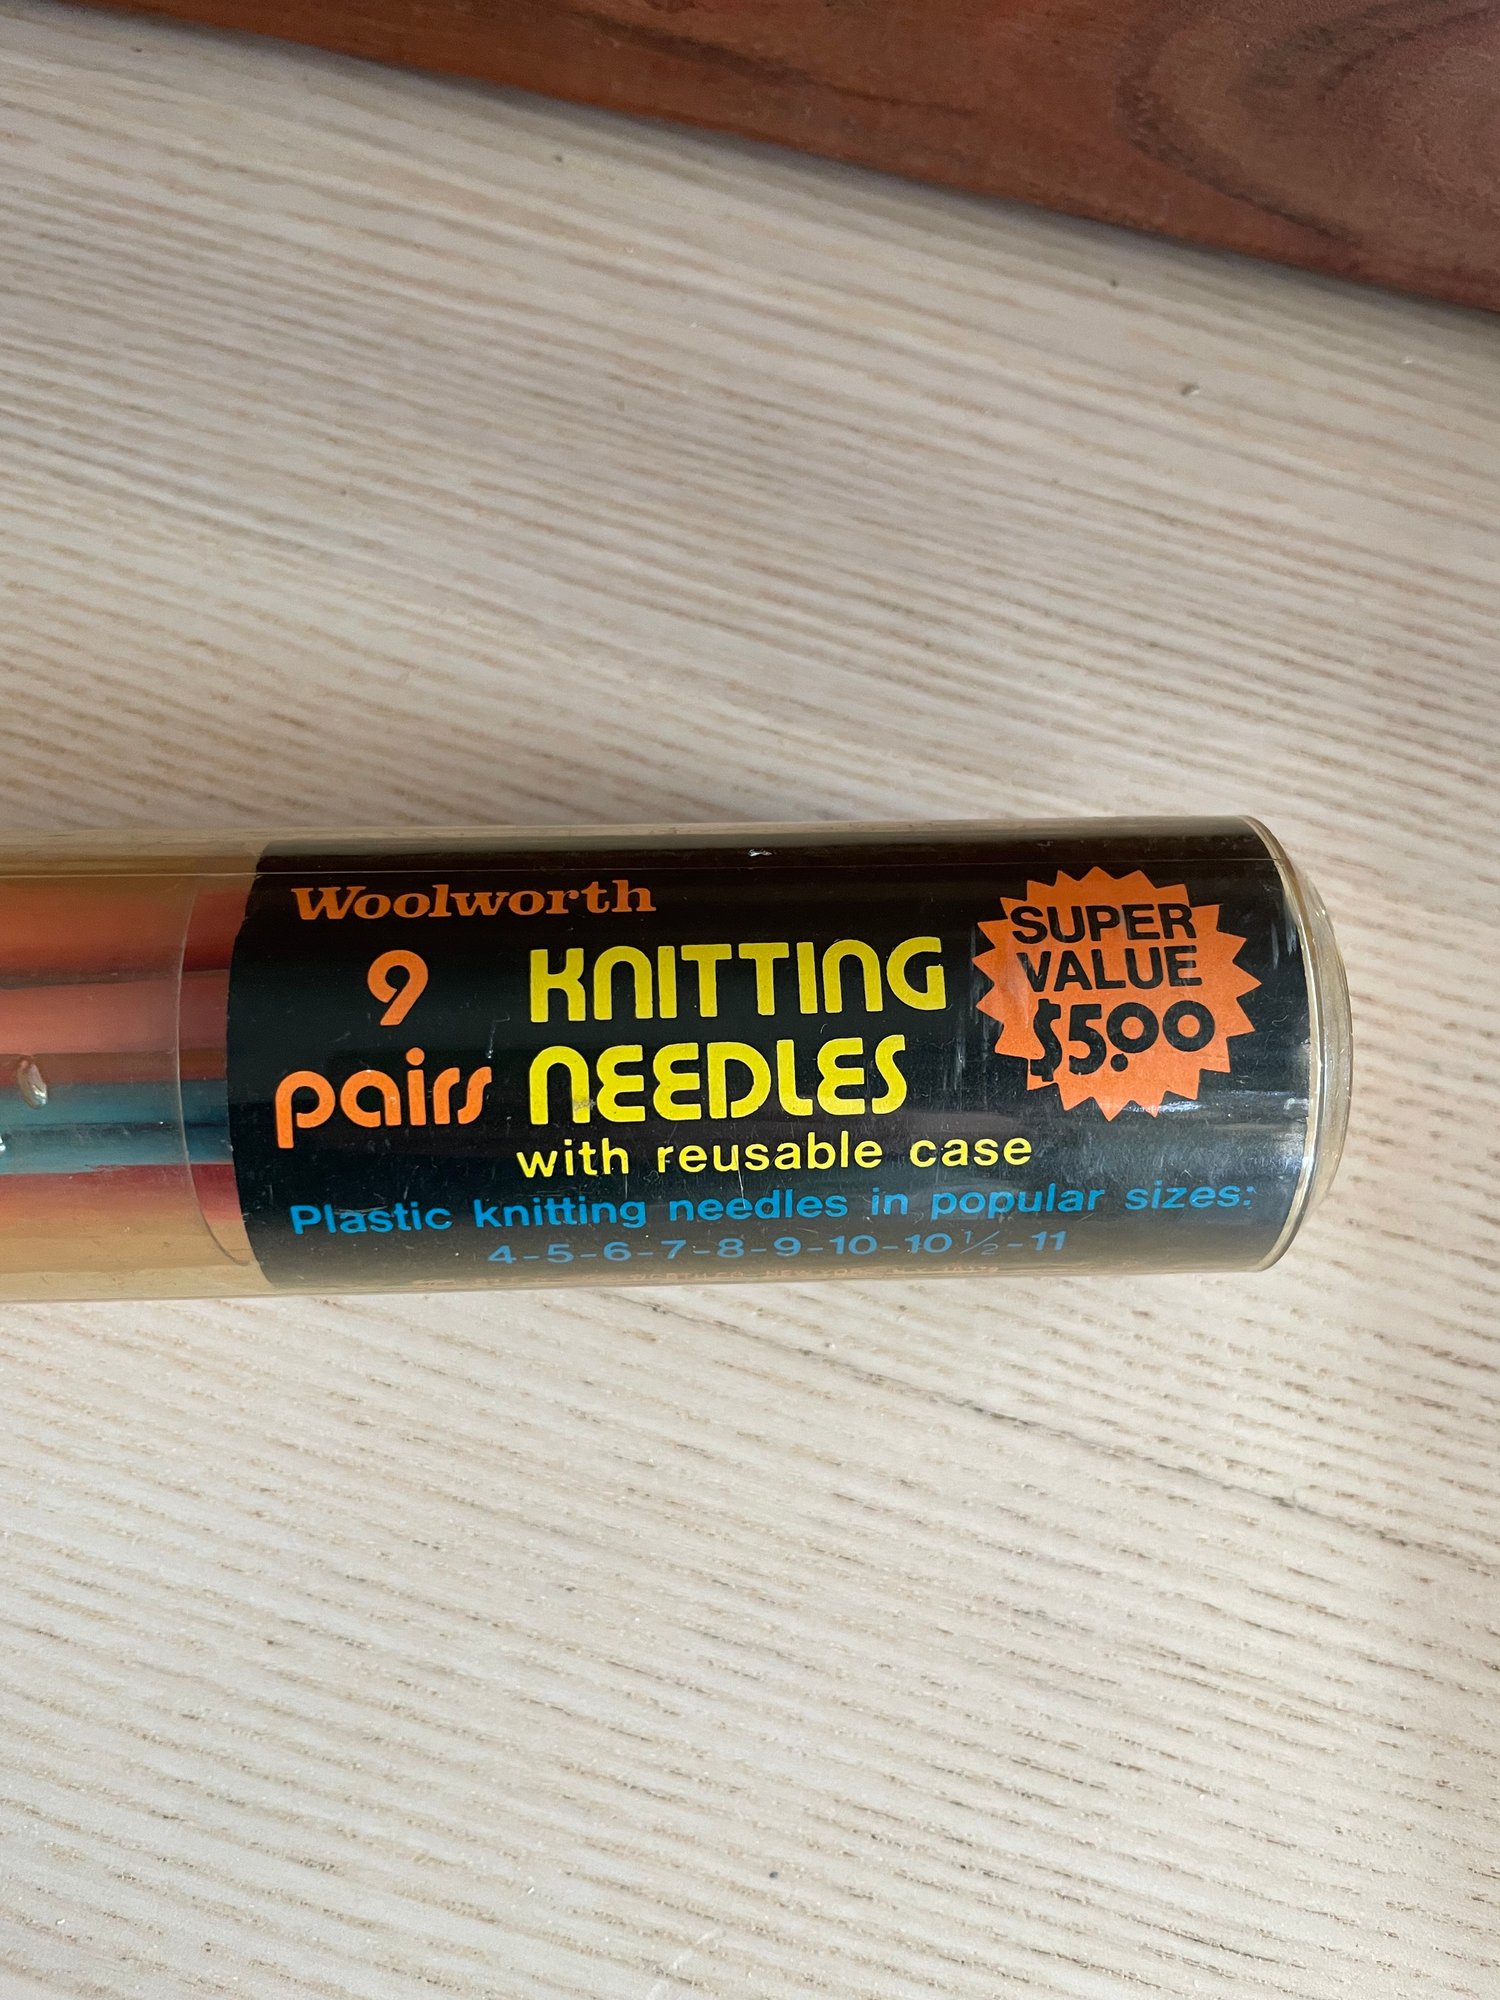 Woolworth
9 pairs
KNITTING
NEEDLES
with reusable case
SUPER
VALUE
$5.00
Plastic knitting needles in popular sizes:
4-5-6-7-8-9-10-10½-11